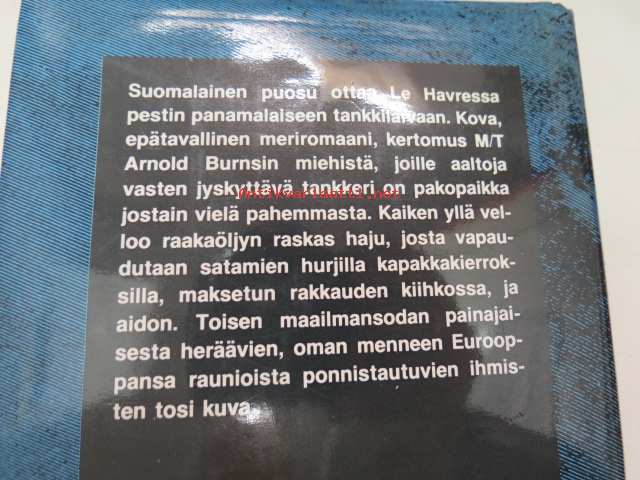 Suomalainen puosu ottaa Le Havressa
pestin panamalaiseen tankkilaivaan. Kova,
epätavallinen meriromaani, kertomus M/T
Arnold Burnsin miehistä, joille aaltoja
vasten jyskyttävä tankkeri on pakopaikka
jostain vielä pahemmasta. Kaiken yllä vel-
loo raakaöljyn raskas haju, josta vapau-
dutaan satamien hurjilla kapakkakierrok-
silla, maksetun rakkauden kiihkossa, ja
aidon. Toisen maailmansodan painajai-
sesta heräävien, oman menneen Euroop-
pansa raunioista ponnistautuvien ihmis-
ten tosi kuva.